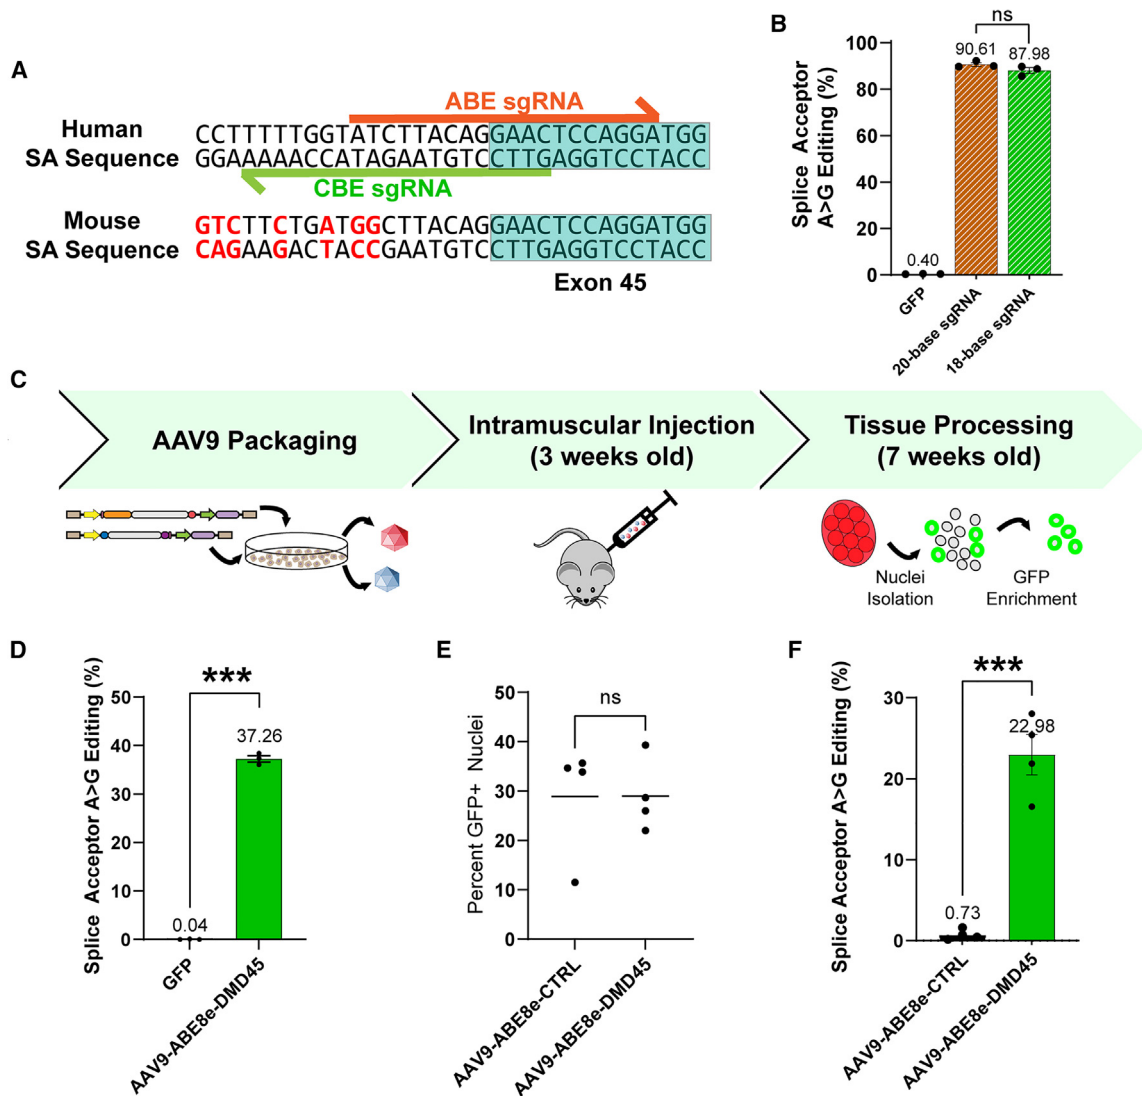 A
ABE sgRNA
Human
SA Sequence
CCTTTTTGGTATCTTACAGGAACTCCAGGATGG
GGAAAAACCATAGAATGTCCTTGAGGTCCTACC
CBE sgRNA
Mouse
SA Sequence
GTCTTCTGATGGCTTACAGGAACTCCAGGATGG
CAGAAGACTACCGAATGTCCTTGAGGTCCTACC
Exon 45
B
Splice Acceptor
A>G Editing (%)
100
80
60
40
20
0
ns
0.40
90.61
87.98
GFP
20-base sgRNA
18-base sgRNA
C
AAV9 Packaging
Intramuscular Injection
(3 weeks old)
Tissue Processing
(7 weeks old)
Nuclei
Isolation
GFP
Enrichment
D
Splice Acceptor A>G Editing (%)
50
40
30
20
10
0
***
0.04
37.26
GFP
AAV9-ABE8e-DMD45
E
Percent GFP+ Nuclei
50
40
30
20
10
0
ns
AAV9-ABE8e-CTRL
AAV9-ABE8e-DMD45
F
Splice Acceptor A>G Editing (%)
30
20
10
0
***
0.73
22.98
AAV9-ABE8e-CTRL
AAV9-ABE8e-DMD45